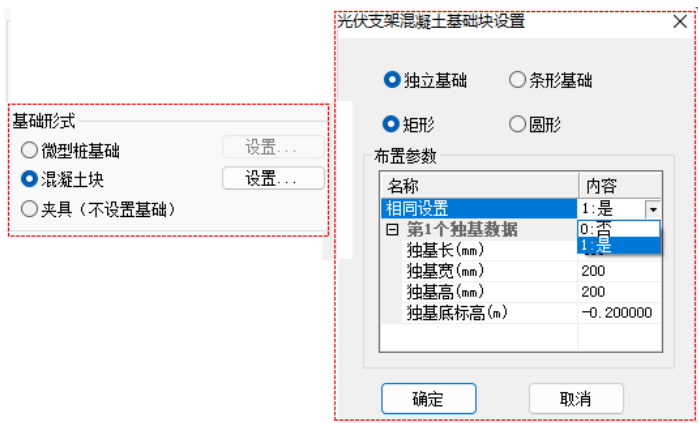 光伏支架混凝土基础块设置
独立基础 条形基础
基础形式
矩形 圆形
微型桩基础 设置...
布置参数
混凝土块 设置...
名称 内容
夹具（不设置基础）
相同设置 1:是
第1个独基数据 0:否
独基长(mm) 1:是
独基宽(mm) 200
独基高(mm) 200
独基底标高(m) -0.200000
确定 取消